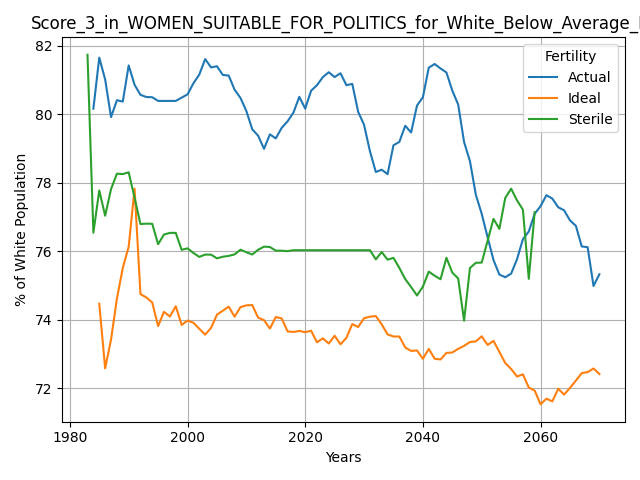 Score_3_in_WOMEN_SUITABLE_FOR_POLITICS_for_White_Below_Average_
Fertility
Actual
Ideal
Sterile
% of White Population
82
80
78
76
74
72
1980
2000
2020
2040
2060
Years